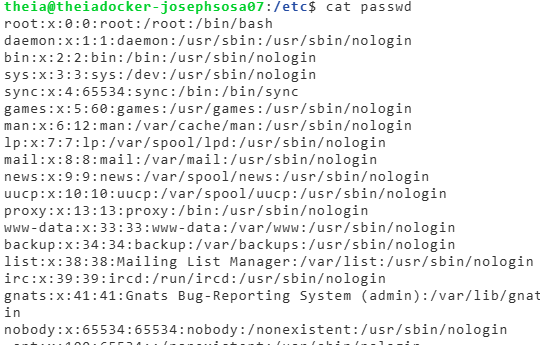 theia@theiadocker-josephsosa07:/etc$ cat passwd
root:x:0:0:root:/root:/bin/bash
daemon:x:1:1:daemon:/usr/sbin:/usr/sbin/nologin
bin:x:2:2:bin:/bin:/usr/sbin/nologin
sys:x:3:3:sys:/dev:/usr/sbin/nologin
sync:x:4:65534:sync:/bin:/bin/sync
games:x:5:60:games:/usr/games:/usr/sbin/nologin
man:x:6:12:man:/var/cache/man:/usr/sbin/nologin
lp:x:7:7:lp:/var/spool/lpd:/usr/sbin/nologin
mail:x:8:8:mail:/var/mail:/usr/sbin/nologin
news:x:9:9:news:/var/spool/news:/usr/sbin/nologin
uucp:x:10:10:uucp:/var/spool/uucp:/usr/sbin/nologin
proxy:x:13:13:proxy:/bin:/usr/sbin/nologin
www-data:x:33:33:www-data:/var/www:/usr/sbin/nologin
backup:x:34:34:backup:/var/backups:/usr/sbin/nologin
list:x:38:38:Mailing List Manager:/var/list:/usr/sbin/nologin
irc:x:39:39:ircd:/run/ircd:/usr/sbin/nologin
gnats:x:41:41:Gnats Bug-Reporting System (admin):/var/lib/gnat
in
nobody:x:65534:65534:nobody:/nonexistent:/usr/sbin/nologin